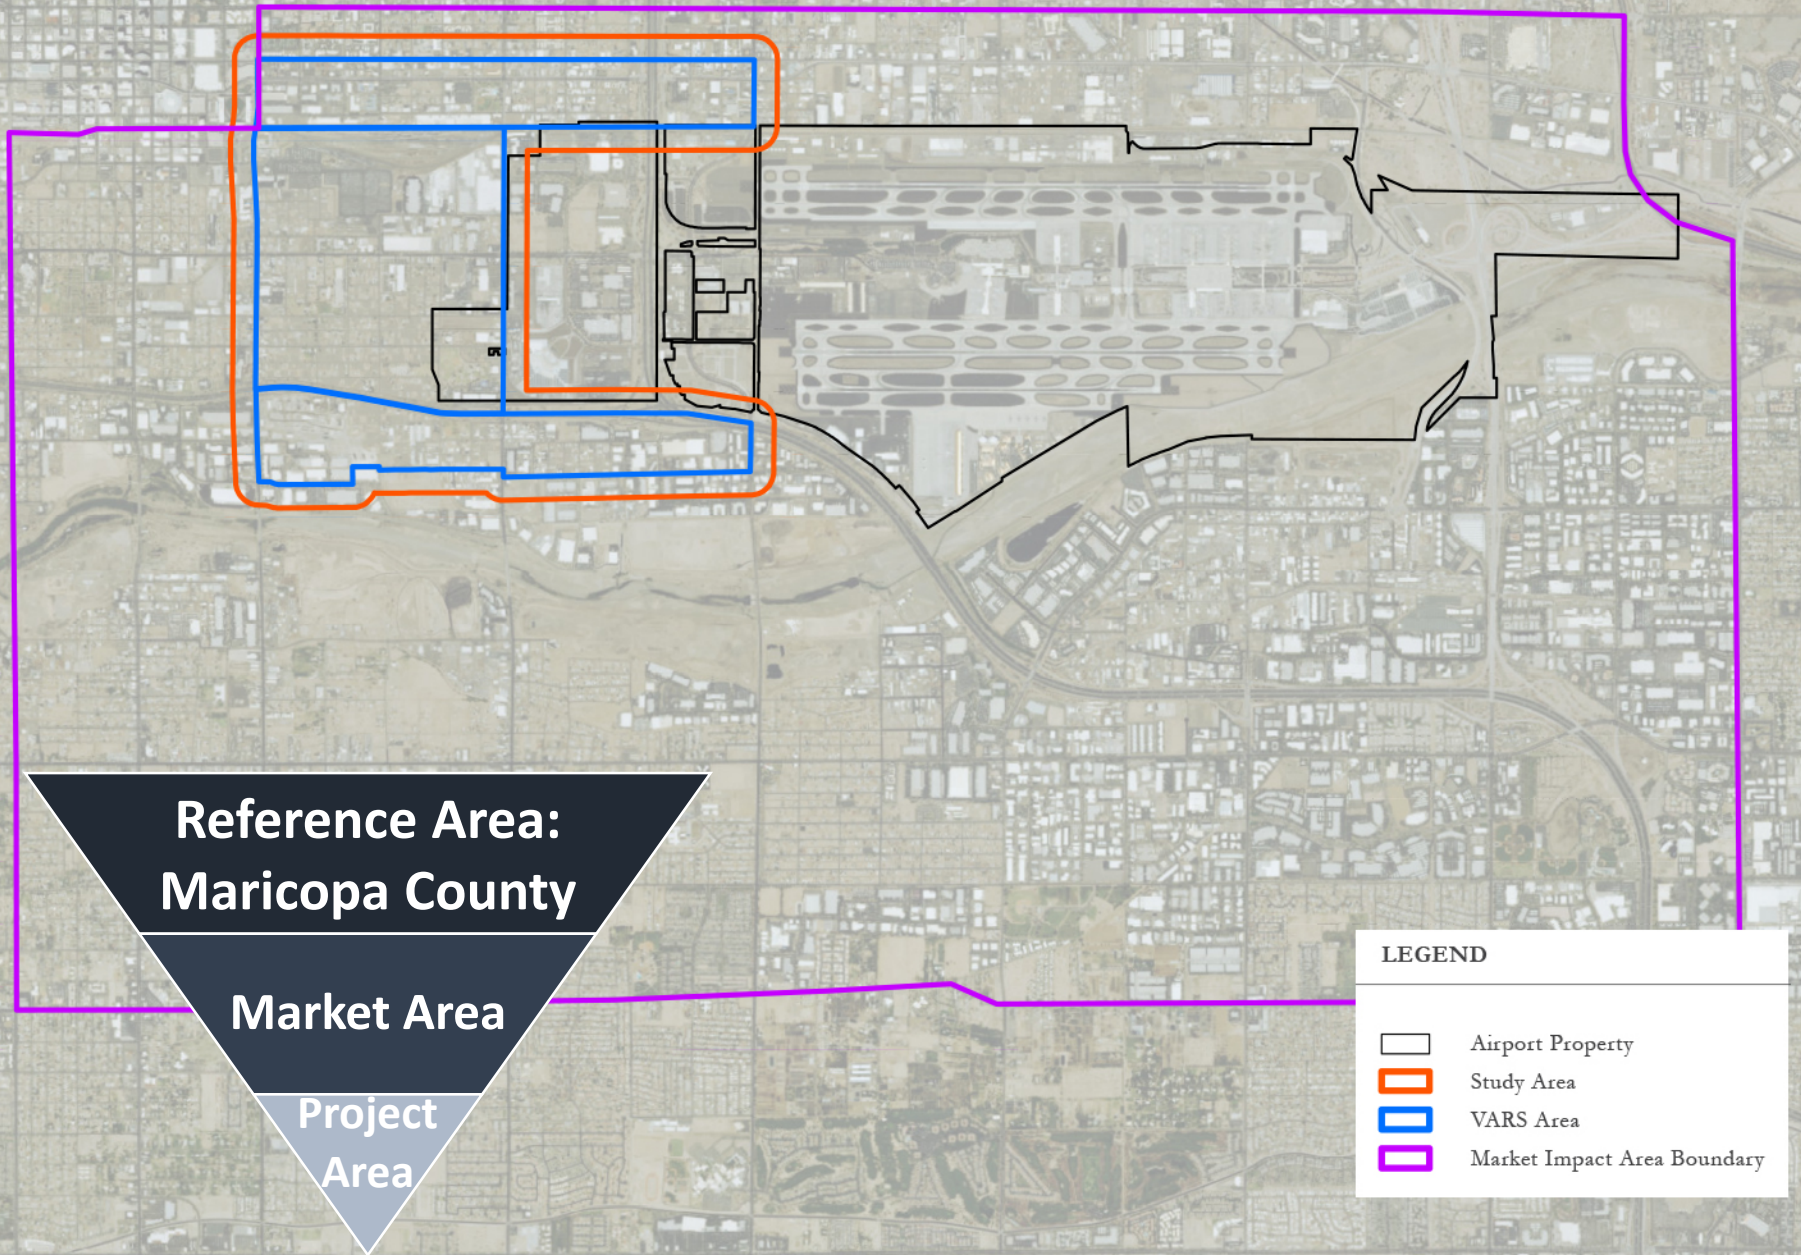 Reference Area:
Maricopa County
Market Area
Project
Area
LEGEND
Airport Property
Study Area
VARS Area
Market Impact Area Boundary